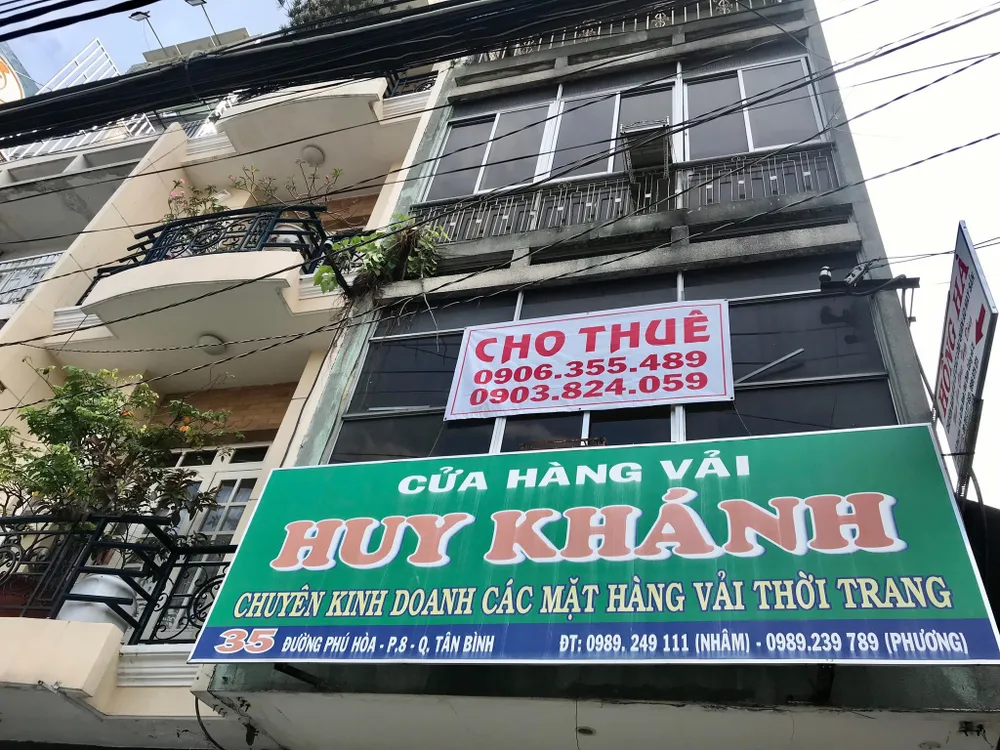 CHO THUÊ
0906.355.489
0903.824.059
HỒNG HÀ
CỬA HÀNG VẢI
HUY KHÁNH
CHUYÊN KINH DOANH CÁC MẶT HÀNG VẢI THỜI TRANG
35 ĐƯỜNG PHÚ HÒA - P.8 - Q. TÂN BÌNH ĐT: 0989. 249 111 (NHÂM) - 0989.239 789 (PHƯƠNG)